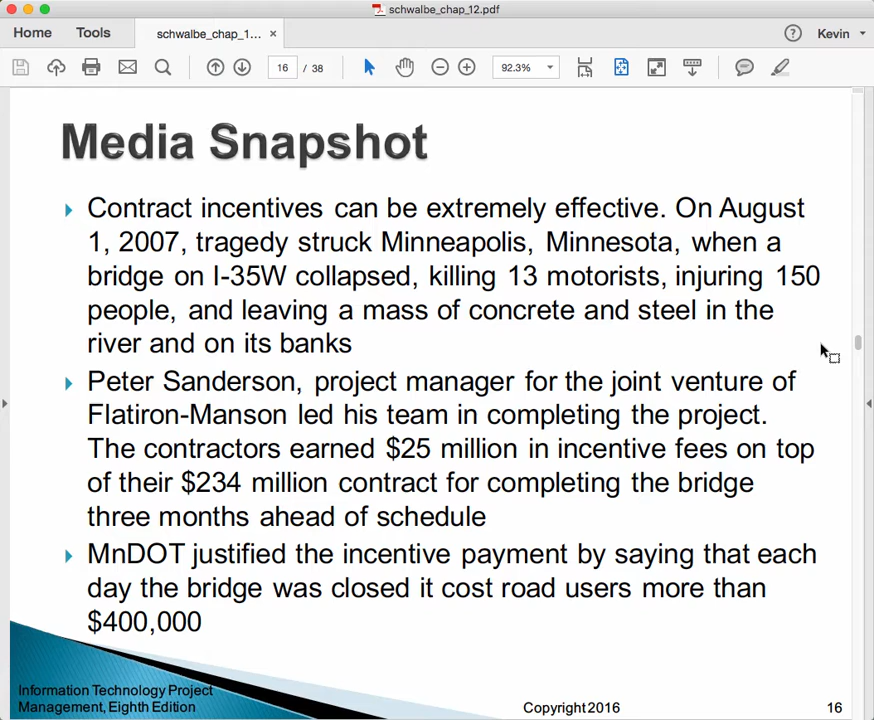 schwalbe_chap_12.pdf
Home Tools schwalbe_chap_1... × ? Kevin
16 / 38 92.3%
Media Snapshot
Contract incentives can be extremely effective. On August
1, 2007, tragedy struck Minneapolis, Minnesota, when a
bridge on I-35W collapsed, killing 13 motorists, injuring 150
people, and leaving a mass of concrete and steel in the
river and on its banks
Peter Sanderson, project manager for the joint venture of
Flatiron-Manson led his team in completing the project.
The contractors earned $25 million in incentive fees on top
of their $234 million contract for completing the bridge
three months ahead of schedule
MnDOT justified the incentive payment by saying that each
day the bridge was closed it cost road users more than
$400,000
Information Technology Project
Management, Eighth Edition
Copyright 2016
16